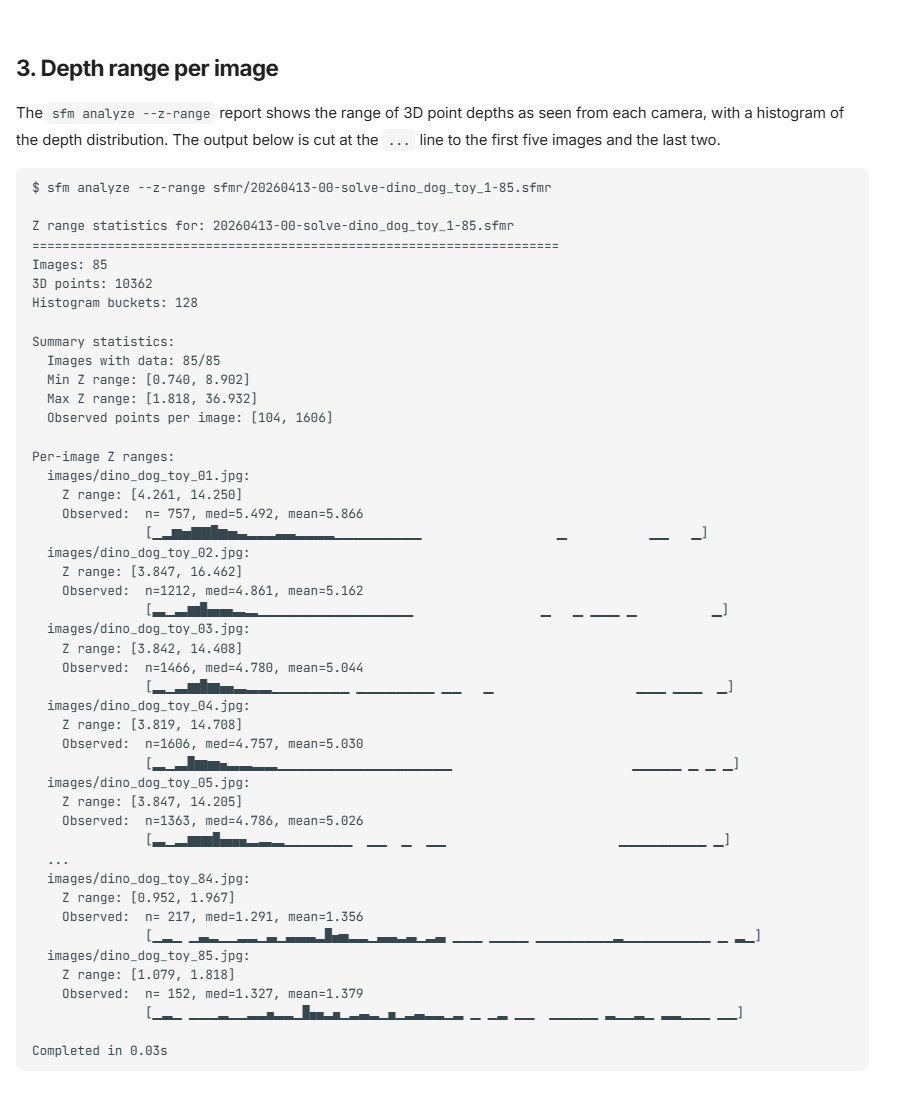 3. Depth range per image
The sfm analyze --z-range report shows the range of 3D point depths as seen from each camera, with a histogram of
the depth distribution. The output below is cut at the ... line to the first five images and the last two.
$ sfm analyze --z-range sfmr/20260413-00-solve-dino_dog_toy_1-85.sfmr
Z range statistics for: 20260413-00-solve-dino_dog_toy_1-85.sfmr
======================================================================
Images: 85
3D points: 10362
Histogram buckets: 128
Summary statistics:
Images with data: 85/85
Min Z range: [0.740, 8.902]
Max Z range: [1.818, 36.932]
Observed points per image: [104, 1606]
Per-image Z ranges:
images/dino_dog_toy_01.jpg:
Z range: [4.261, 14.250]
Observed:  n= 757, med=5.492, mean=5.866
[ ]
images/dino_dog_toy_02.jpg:
Z range: [3.847, 16.462]
Observed:  n=1212, med=4.861, mean=5.162
[ ]
images/dino_dog_toy_03.jpg:
Z range: [3.842, 14.408]
Observed:  n=1466, med=4.780, mean=5.044
[ ]
images/dino_dog_toy_04.jpg:
Z range: [3.819, 14.708]
Observed:  n=1606, med=4.757, mean=5.030
[ ]
images/dino_dog_toy_05.jpg:
Z range: [3.847, 14.205]
Observed:  n=1363, med=4.786, mean=5.026
[ ]
...
images/dino_dog_toy_84.jpg:
Z range: [0.952, 1.967]
Observed:  n= 217, med=1.291, mean=1.356
[ ]
images/dino_dog_toy_85.jpg:
Z range: [1.079, 1.818]
Observed:  n= 152, med=1.327, mean=1.379
[ ]
Completed in 0.03s